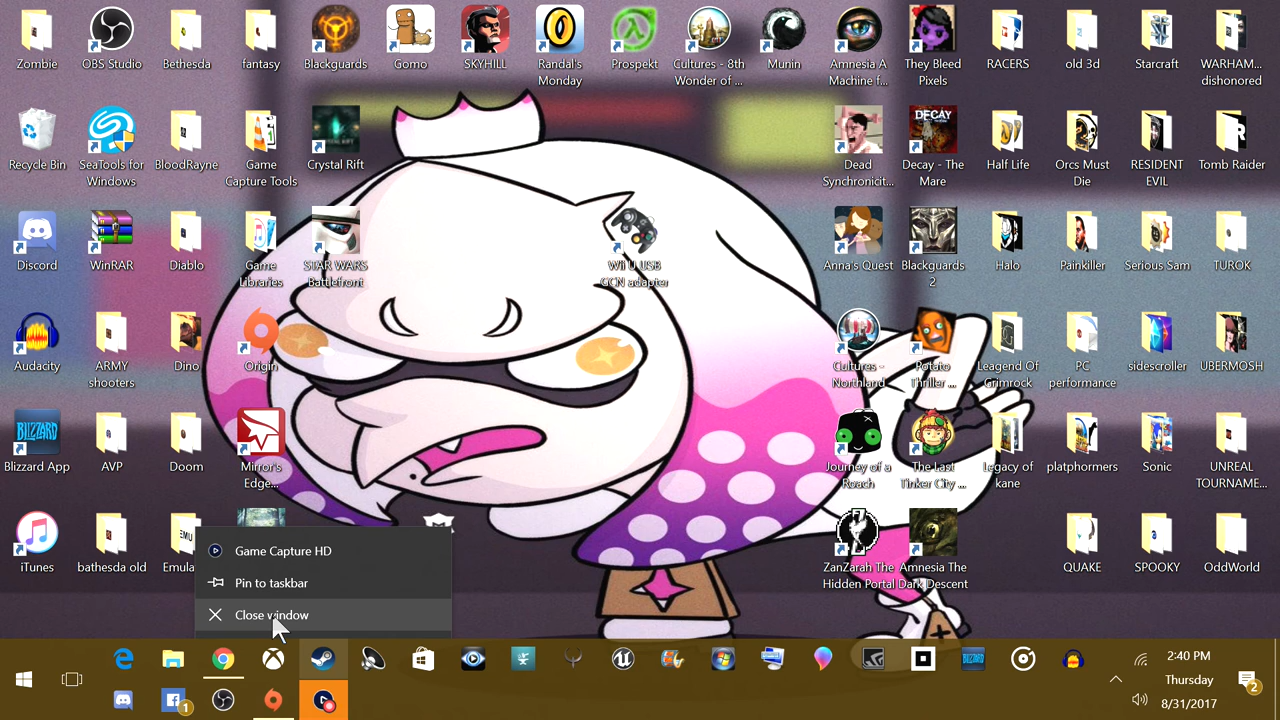 Zombie
OBS Studio
Bethesda
fantasy
Blackguards
Gomo
SKYHILL
Randal's
Monday
Prospekt
Cultures - 8th
Wonder of ...
Munin
Amnesia A
Machine f...
They Bleed
Pixels
RACERS
old 3d
Starcraft
WARHAM...
dishonored
Recycle Bin
SeaTools for
Windows
BloodRayne
Game
Capture Tools
Crystal Rift
Dead
Synchronicit...
DECAY
Decay - The
Mare
Half Life
Orcs Must
Die
RESIDENT
EVIL
Tomb Raider
Discord
WinRAR
Diablo
Game
Libraries
STAR WARS
Battlefront
Wii U USB
GCN adapter
Anna's Quest
Blackguards
2
Halo
Painkiller
Serious Sam
TUROK
Audacity
ARMY
shooters
Dino
Origin
Cultures -
Northland
Potato
Thriller ...
Leagend Of
Grimrock
PC
performance
sidescroller
UBERMOSH
BLIZZARD
Blizzard App
AVP
Doom
Mirror's
Edge...
Journey of a
Roach
The Last
Tinker City ...
Legacy of
kane
platphormers
Sonic
UNREAL
TOURNAME...
iTunes
bathesda old
EMU
Emula
ZanZarah The
Hidden Portal
Amnesia The
Dark Descent
QUAKE
SPOOKY
OddWorld
Game Capture HD
Pin to taskbar
Close window
BLIZZARD
2:40 PM
Thursday
8/31/2017
1
2